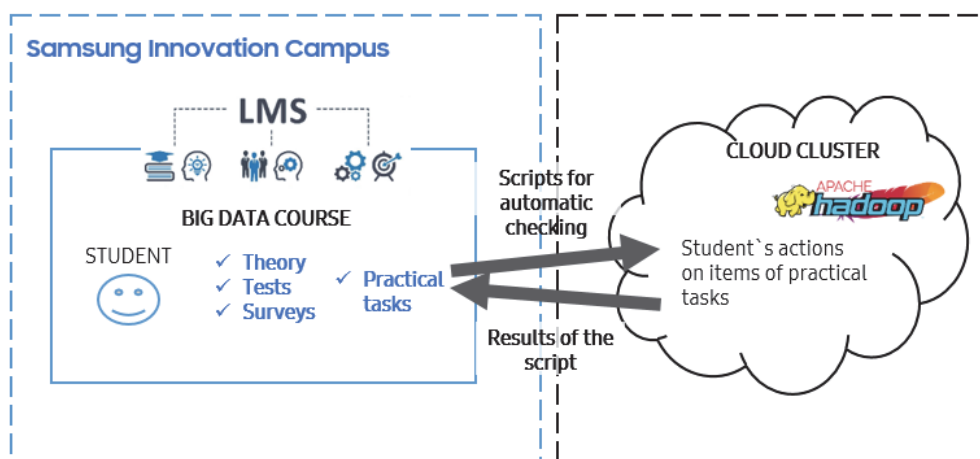 Samsung Innovation Campus
LMS
BIG DATA COURSE
STUDENT
✓ Theory
✓ Tests
✓ Surveys
✓ Practical
tasks
Scripts for
automatic
checking
Results of the
script
CLOUD CLUSTER
APACHE
hadoop
Student`s actions
on items of practical
tasks